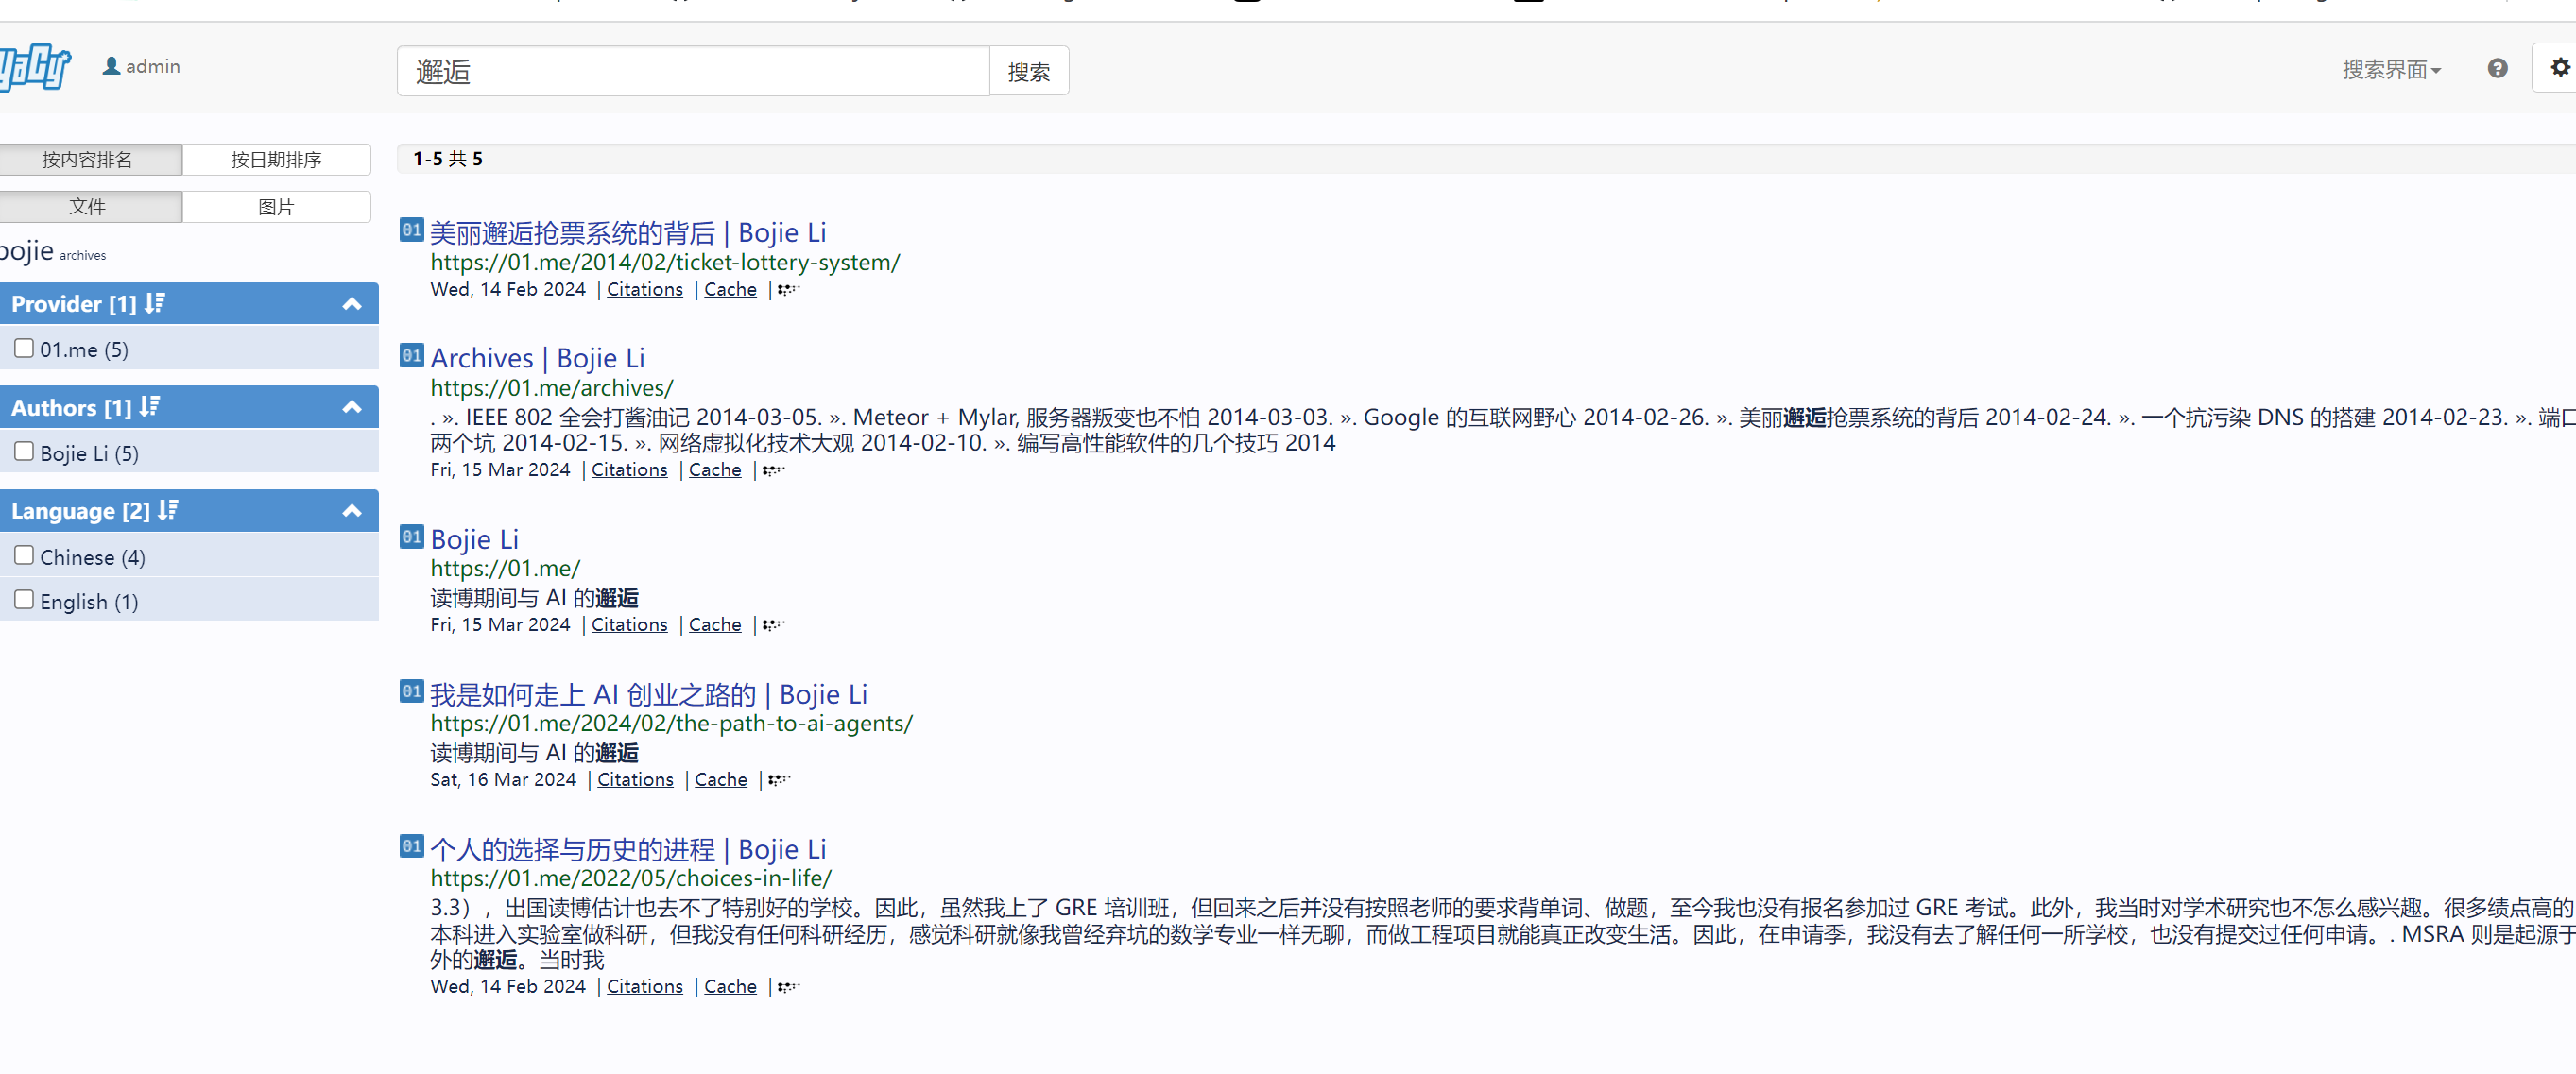 admin
邂逅
搜索
搜索界面
按内容排名
按日期排序
文件
图片
bojie archives
Provider [1]
01.me (5)
Authors [1]
Bojie Li (5)
Language [2]
Chinese (4)
English (1)
1-5 共 5
01 美丽邂逅抢票系统的背后 | Bojie Li
https://01.me/2014/02/ticket-lottery-system/
Wed, 14 Feb 2024 | Citations | Cache |
01 Archives | Bojie Li
https://01.me/archives/
. ». IEEE 802 全会打酱油记 2014-03-05. ». Meteor + Mylar, 服务器叛变也不怕 2014-03-03. ». Google 的互联网野心 2014-02-26. ». 美丽邂逅抢票系统的背后 2014-02-24. ». 一个抗污染 DNS 的搭建 2014-02-23. ». 端口
两个坑 2014-02-15. ». 网络虚拟化技术大观 2014-02-10. ». 编写高性能软件的几个技巧 2014
Fri, 15 Mar 2024 | Citations | Cache |
01 Bojie Li
https://01.me/
读博期间与 AI 的邂逅
Fri, 15 Mar 2024 | Citations | Cache |
01 我是如何走上 AI 创业之路的 | Bojie Li
https://01.me/2024/02/the-path-to-ai-agents/
读博期间与 AI 的邂逅
Sat, 16 Mar 2024 | Citations | Cache |
01 个人的选择与历史的进程 | Bojie Li
https://01.me/2022/05/choices-in-life/
3.3），出国读博估计也去不了特别好的学校。因此，虽然我上了 GRE 培训班，但回来之后并没有按照老师的要求背单词、做题，至今我也没有报名参加过 GRE 考试。此外，我当时对学术研究也不怎么感兴趣。很多绩点高的
本科进入实验室做科研，但我没有任何科研经历，感觉科研就像我曾经弃坑的数学专业一样无聊，而做工程项目就能真正改变生活。因此，在申请季，我没有去了解任何一所学校，也没有提交过任何申请。. MSRA 则是起源于
外的邂逅。当时我
Wed, 14 Feb 2024 | Citations | Cache |